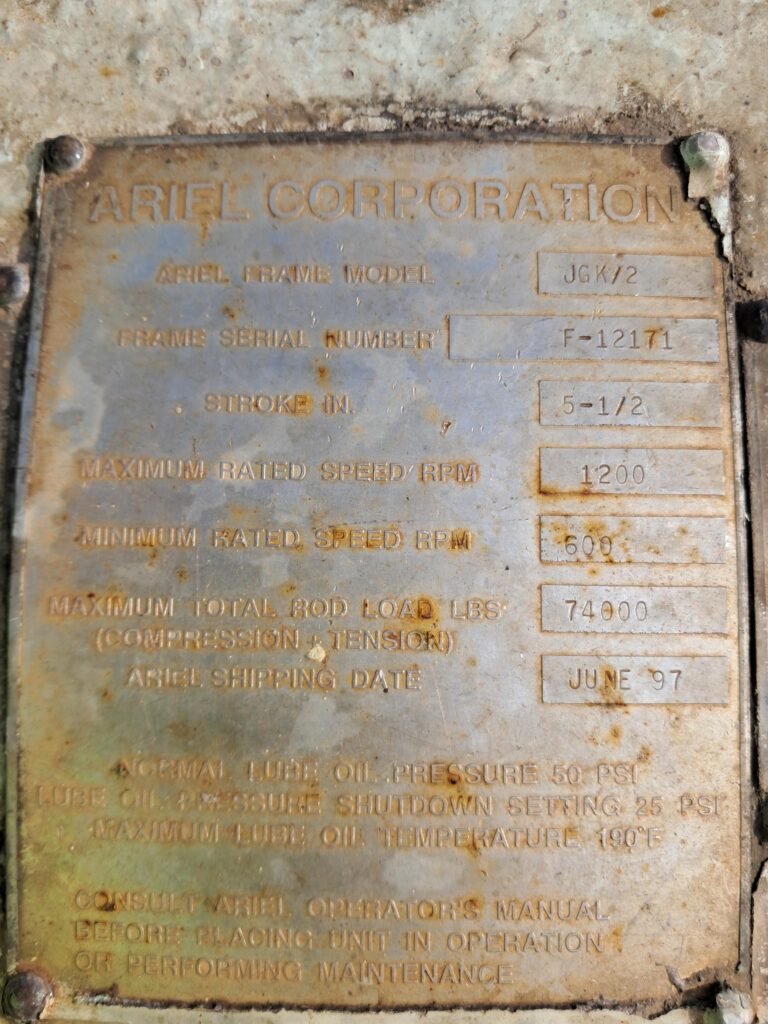 ARIEL CORPORATION
ARIEL FRAME MODEL JGK/2
FRAME SERIAL NUMBER F-12171
STROKE IN. 5-1/2
MAXIMUM RATED SPEED RPM 1200
MINIMUM RATED SPEED RPM 600
MAXIMUM TOTAL ROD LOAD LBS 74000
(COMPRESSION + TENSION)
ARIEL SHIPPING DATE JUNE 97
NORMAL LUBE OIL PRESSURE 50 PSI
LUBE OIL PRESSURE SHUTDOWN SETTING 25 PSI
MAXIMUM LUBE OIL TEMPERATURE 190°F
CONSULT ARIEL OPERATOR'S MANUAL
BEFORE PLACING UNIT IN OPERATION
OR PERFORMING MAINTENANCE